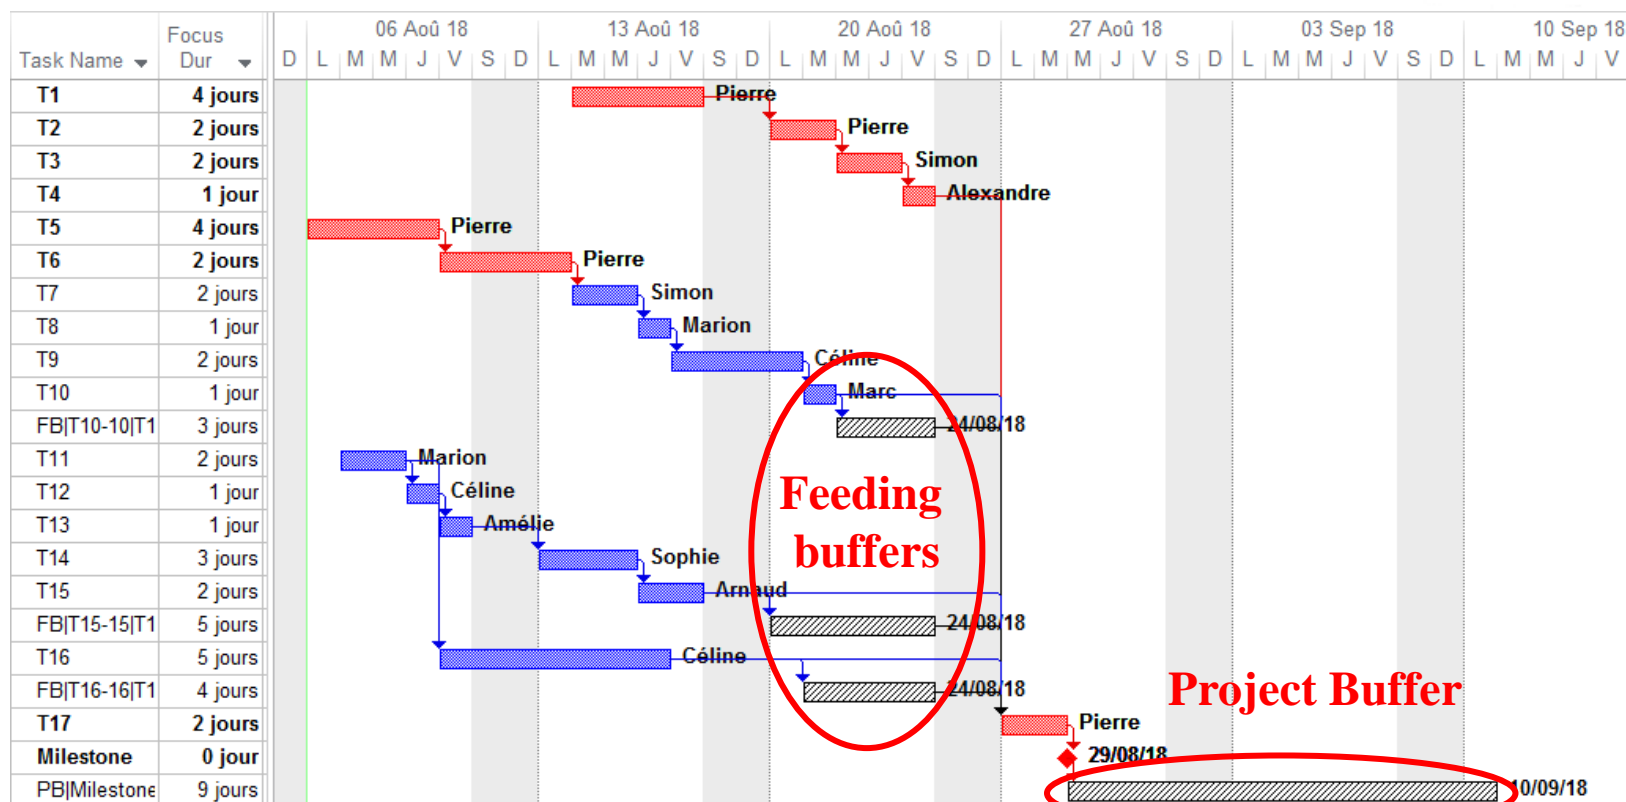 Task Name
Focus Dur
06 Aoû 18 13 Aoû 18 20 Aoû 18 27 Aoû 18 03 Sep 18 10 Sep 18
D L M M J V S D L M M J V S D L M M J V S D L M M J V S D L M M J V S D L M M J V
T1 4 jours Pierre
T2 2 jours Pierre
T3 2 jours Simon
T4 1 jour Alexandre
T5 4 jours Pierre
T6 2 jours Pierre
T7 2 jours Simon
T8 1 jour Marion
T9 2 jours Céline
T10 1 jour Marc
FB|T10-10|T1 3 jours 24/08/18
T11 2 jours Marion
T12 1 jour Céline
T13 1 jour Amélie
T14 3 jours Sophie
T15 2 jours Arnaud
FB|T15-15|T1 5 jours 24/08/18
T16 5 jours Céline
FB|T16-16|T1 4 jours 24/08/18
T17 2 jours Pierre
Milestone 0 jour 29/08/18
PB|Milestone 9 jours 10/09/18
Feeding
buffers
Project Buffer